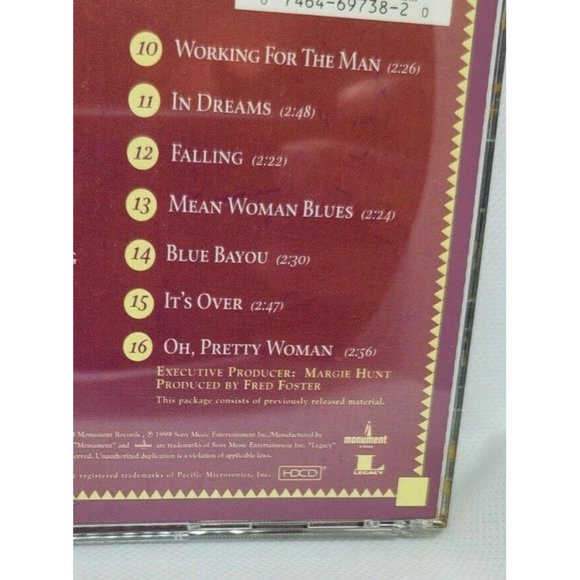 7464-69738-2
10 WORKING FOR THE MAN (2:26)
11 IN DREAMS (2:48)
12 FALLING (2:22)
13 MEAN WOMAN BLUES (2:24)
14 BLUE BAYOU (2:30)
15 IT'S OVER (2:47)
16 OH, PRETTY WOMAN (2:56)
EXECUTIVE PRODUCER: MARGIE HUNT
PRODUCED BY FRED FOSTER
This package consists of previously released material.
Monument Records, ℗ 1999 Sony Music Entertainment Inc./Manufactured by
"Monument" and are trademarks of Sony Music Entertainment Inc. "Legacy"
served. Unauthorized duplication is a violation of applicable laws.
registered trademarks of Pacific Microsonics, Inc. HDCD
monument
LEGACY